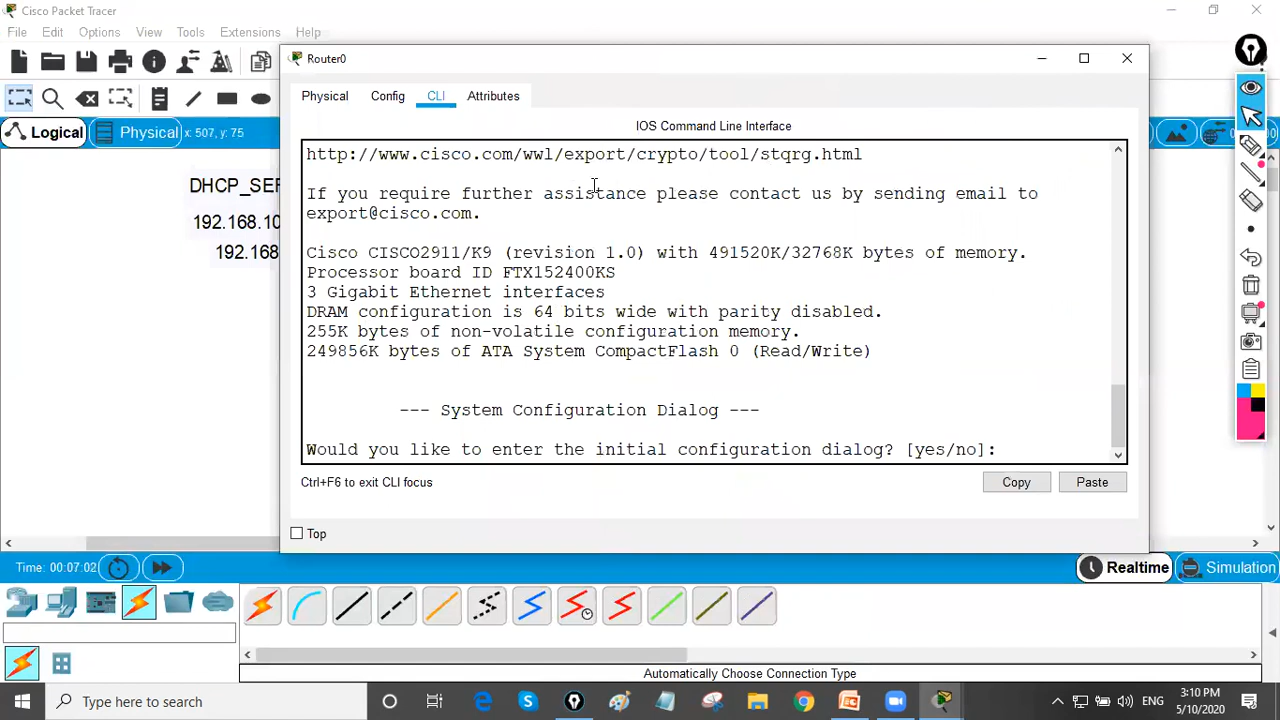 Cisco Packet Tracer
File Edit Options View Tools Extensions Help
Router0
Physical Config CLI Attributes
Logical Physical x: 507, y: 75
IOS Command Line Interface
http://www.cisco.com/wwl/export/crypto/tool/stqrg.html
If you require further assistance please contact us by sending email to
export@cisco.com.
Cisco CISCO2911/K9 (revision 1.0) with 491520K/32768K bytes of memory.
Processor board ID FTX152400KS
3 Gigabit Ethernet interfaces
DRAM configuration is 64 bits wide with parity disabled.
255K bytes of non-volatile configuration memory.
249856K bytes of ATA System CompactFlash 0 (Read/Write)
--- System Configuration Dialog ---
Would you like to enter the initial configuration dialog? [yes/no]:
DHCP_SER
192.168.10
192.168
Ctrl+F6 to exit CLI focus
Copy Paste
Top
Time: 00:07:02
Realtime Simulation
Automatically Choose Connection Type
Type here to search
ENG
3:10 PM
5/10/2020